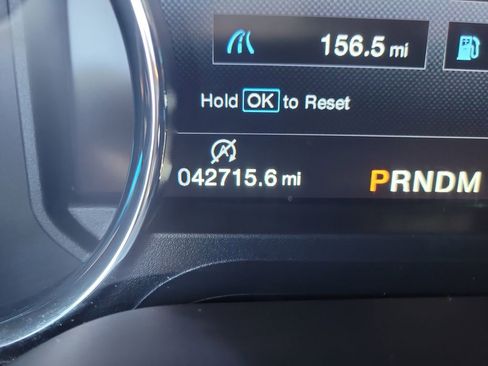 156.5 mi
Hold OK to Reset
042715.6 mi
PRNDM